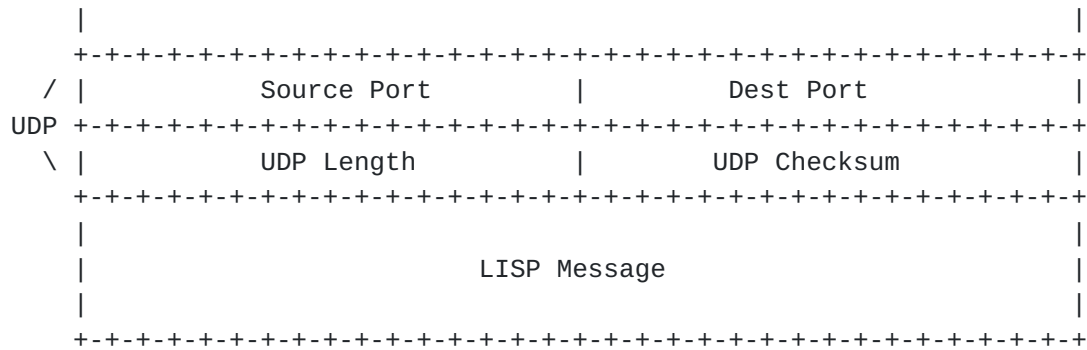 |                                                               |
    +-+-+-+-+-+-+-+-+-+-+-+-+-+-+-+-+-+-+-+-+-+-+-+-+-+-+-+-+-+-+-+-+
  / |           Source Port         |         Dest Port             |
UDP +-+-+-+-+-+-+-+-+-+-+-+-+-+-+-+-+-+-+-+-+-+-+-+-+-+-+-+-+-+-+-+-+
  \ |           UDP Length          |        UDP Checksum           |
    +-+-+-+-+-+-+-+-+-+-+-+-+-+-+-+-+-+-+-+-+-+-+-+-+-+-+-+-+-+-+-+-+
    |                                                               |
    |                         LISP Message                          |
    |                                                               |
    +-+-+-+-+-+-+-+-+-+-+-+-+-+-+-+-+-+-+-+-+-+-+-+-+-+-+-+-+-+-+-+-+